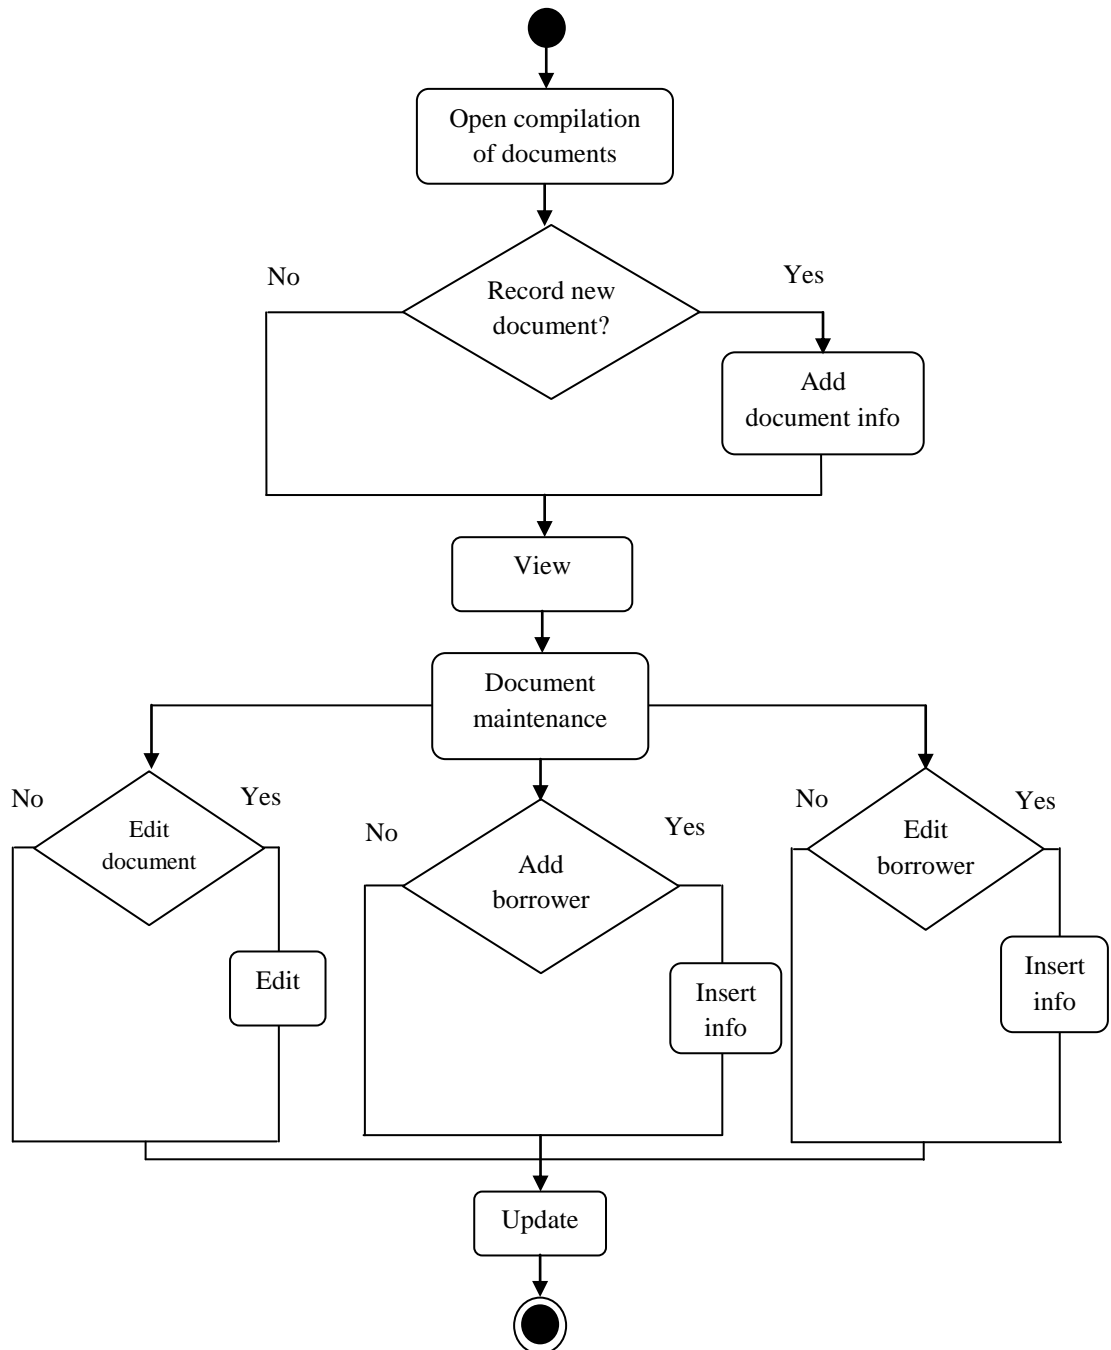 Open compilation
of documents
No
Yes
Record new
document?
Add
document info
View
Document
maintenance
No
Yes
Edit
document
No
Yes
Add
borrower
No
Yes
Edit
borrower
Edit
Insert
info
Insert
info
Update